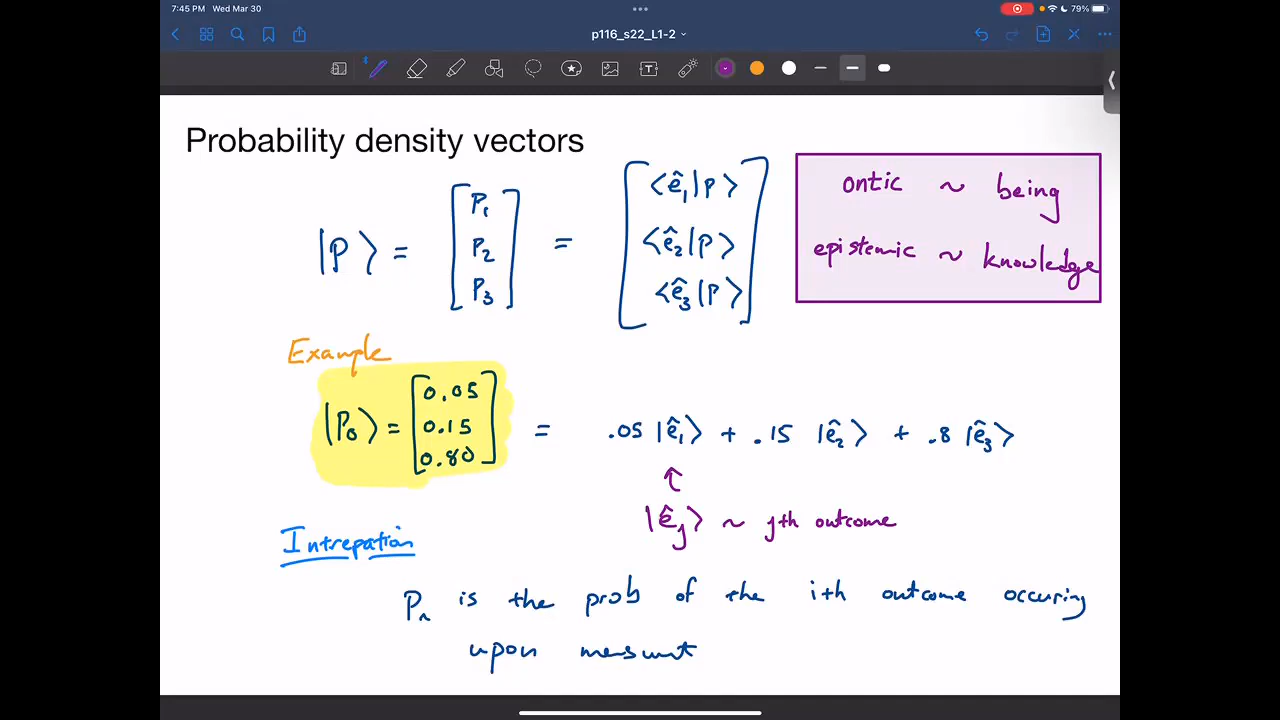 7:45 PM Wed Mar 30
79%
p116_s22_L1-2
Probability density vectors
|P⟩ = [P₁ P₂ P₃] = [⟨ê₁|P⟩ ⟨ê₂|P⟩ ⟨ê₃|P⟩]
ontic ~ being
epistemic ~ knowledge
Example
|P₀⟩ = [0.05 0.15 0.80] = .05 |ê₁⟩ + .15 |ê₂⟩ + .8 |ê₃⟩
|êⱼ⟩ ~ jth outcome
Intrepation
Pᵢ is the prob of the ith outcome occuring
upon